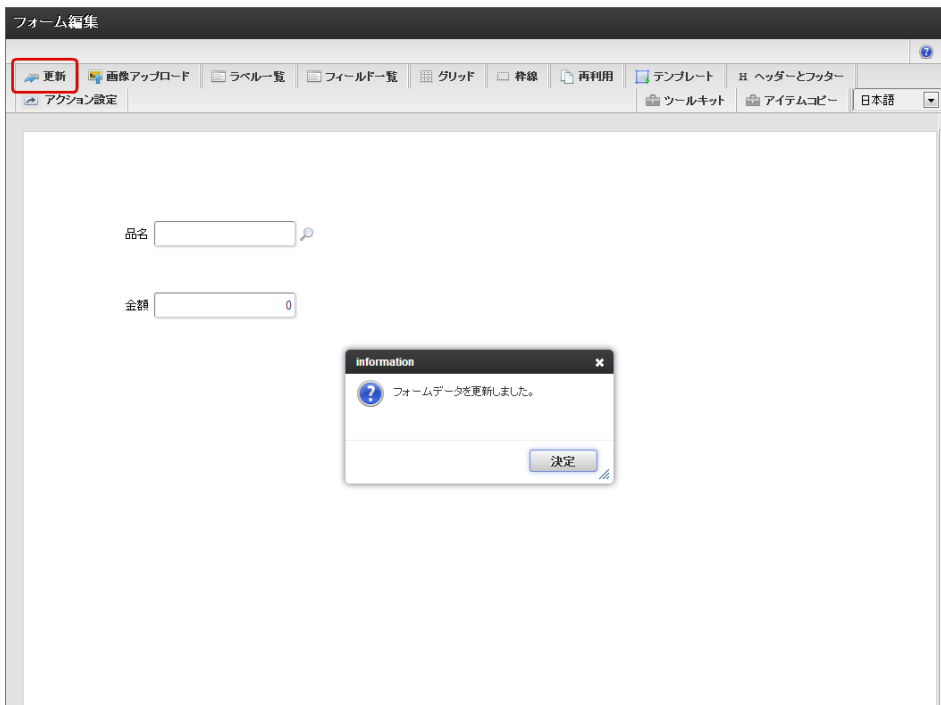 フォーム編集
更新 画像アップロード ラベル一覧 フィールド一覧 グリッド 枠線 再利用 テンプレート H ヘッダーとフッター
アクション設定 ツールキット アイテムコピー 日本語
品名
金額 0
information
フォームデータを更新しました。
決定